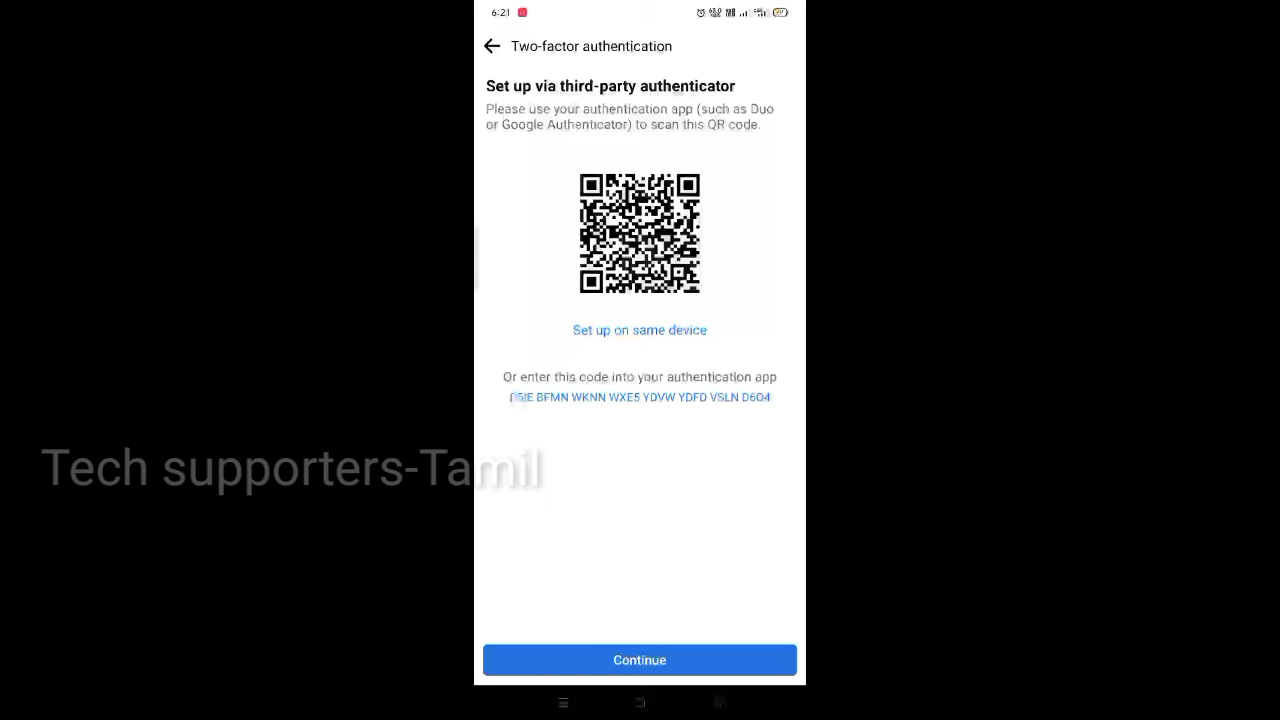 6:21
Two-factor authentication
Set up via third-party authenticator
Please use your authentication app (such as Duo
or Google Authenticator) to scan this QR code.
Set up on same device
Or enter this code into your authentication app
BFMN WKNN WXE5 YDVW YDFD VSLN
Tech supporters-Tamil
Continue